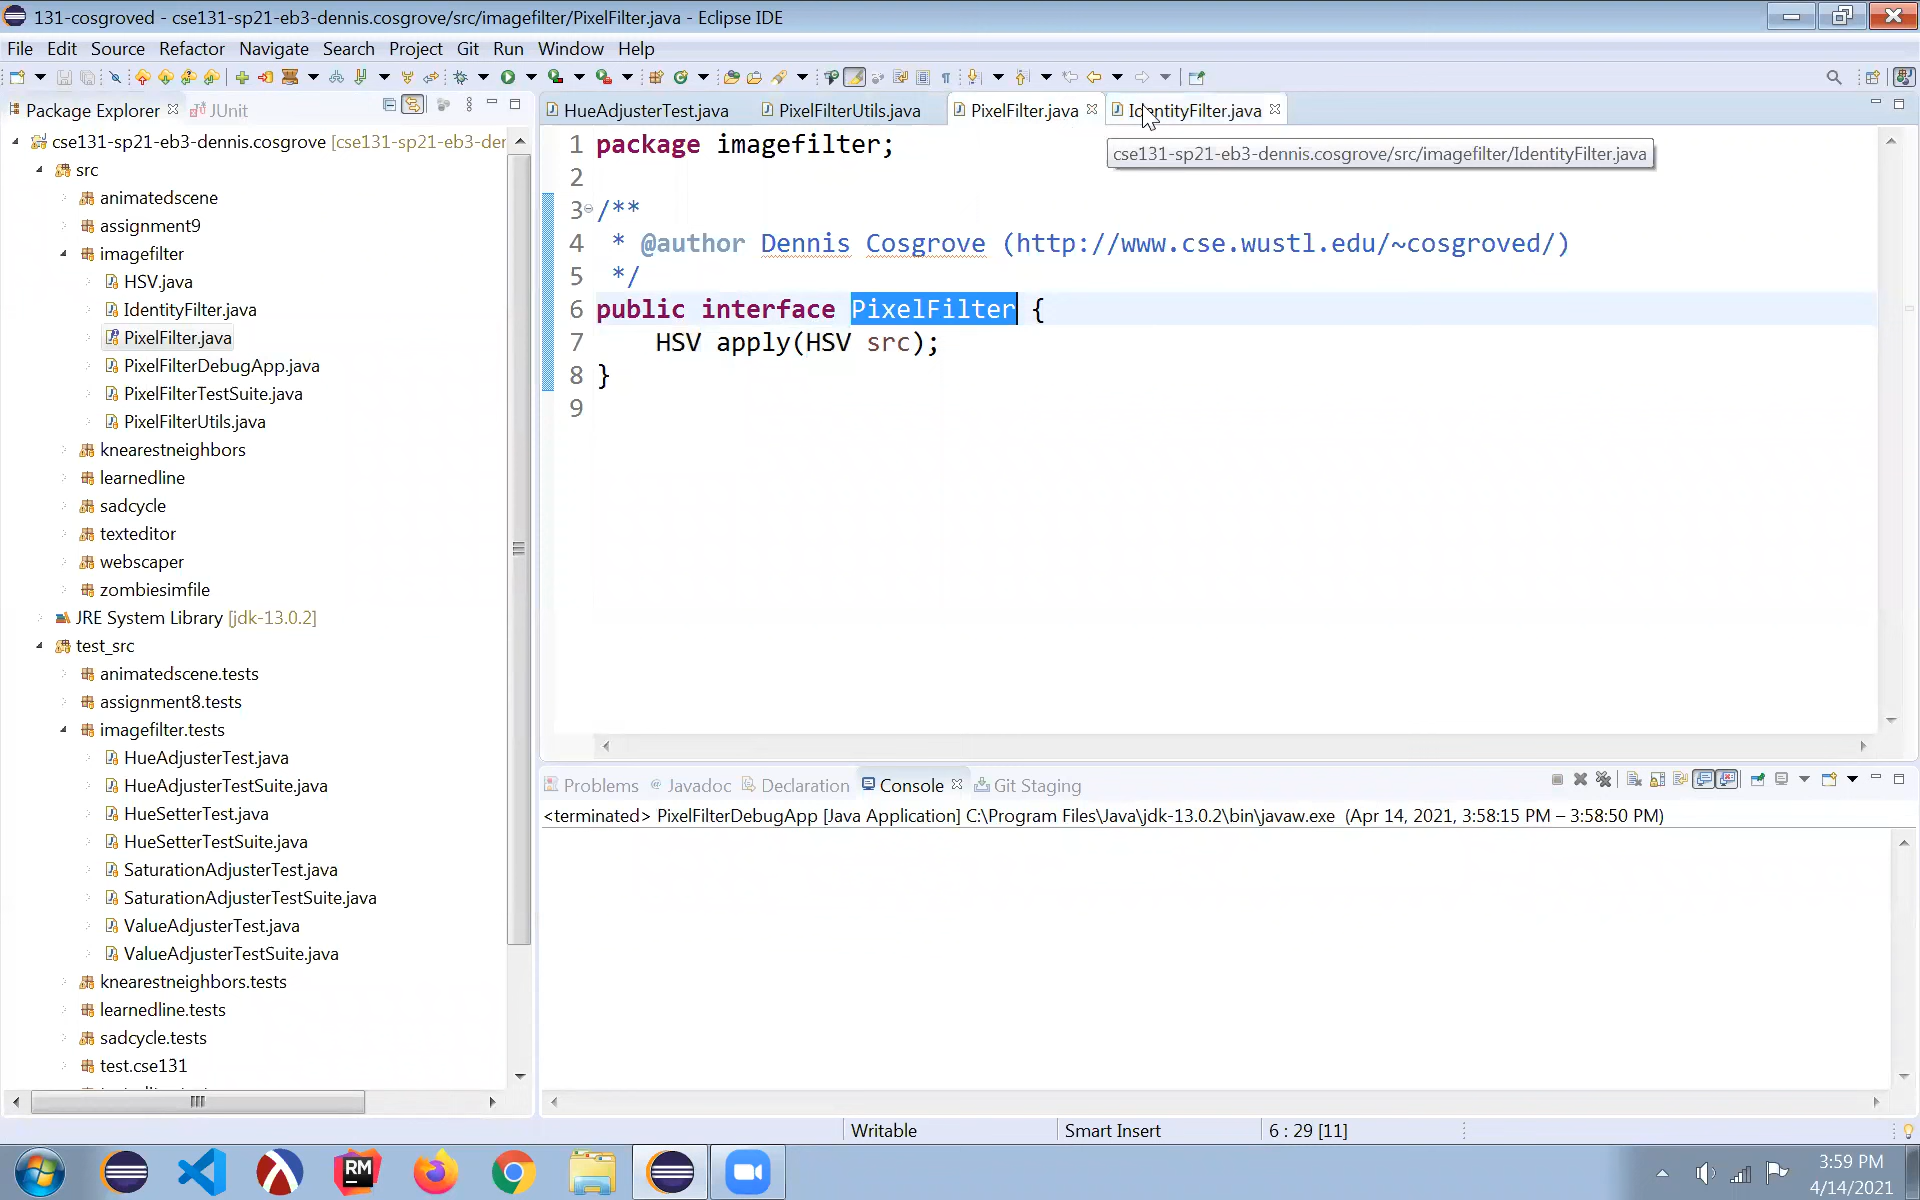 131-cosgroved - cse131-sp21-eb3-dennis.cosgrove/src/imagefilter/PixelFilter.java - Eclipse IDE
File Edit Source Refactor Navigate Search Project Git Run Window Help
Package Explorer JUnit
cse131-sp21-eb3-dennis.cosgrove [cse131-sp21-eb3-der
src
animatedscene
assignment9
imagefilter
HSV.java
IdentityFilter.java
PixelFilter.java
PixelFilterDebugApp.java
PixelFilterTestSuite.java
PixelFilterUtils.java
knearestneighbors
learnedline
sadcycle
texteditor
webscaper
zombiesimfile
JRE System Library [jdk-13.0.2]
test_src
animatedscene.tests
assignment8.tests
imagefilter.tests
HueAdjusterTest.java
HueAdjusterTestSuite.java
HueSetterTest.java
HueSetterTestSuite.java
SaturationAdjusterTest.java
SaturationAdjusterTestSuite.java
ValueAdjusterTest.java
ValueAdjusterTestSuite.java
knearestneighbors.tests
learnedline.tests
sadcycle.tests
test.cse131
HueAdjusterTest.java PixelFilterUtils.java PixelFilter.java IdentityFilter.java
cse131-sp21-eb3-dennis.cosgrove/src/imagefilter/IdentityFilter.java
1 package imagefilter;
2
3 /**
4 * @author Dennis Cosgrove (http://www.cse.wustl.edu/~cosgroved/)
5 */
6 public interface PixelFilter {
7 HSV apply(HSV src);
8 }
9
Problems Javadoc Declaration Console Git Staging
<terminated> PixelFilterDebugApp [Java Application] C:\Program Files\Java\jdk-13.0.2\bin\javaw.exe (Apr 14, 2021, 3:58:15 PM – 3:58:50 PM)
Writable Smart Insert 6 : 29 [11]
RM
3:59 PM
4/14/2021